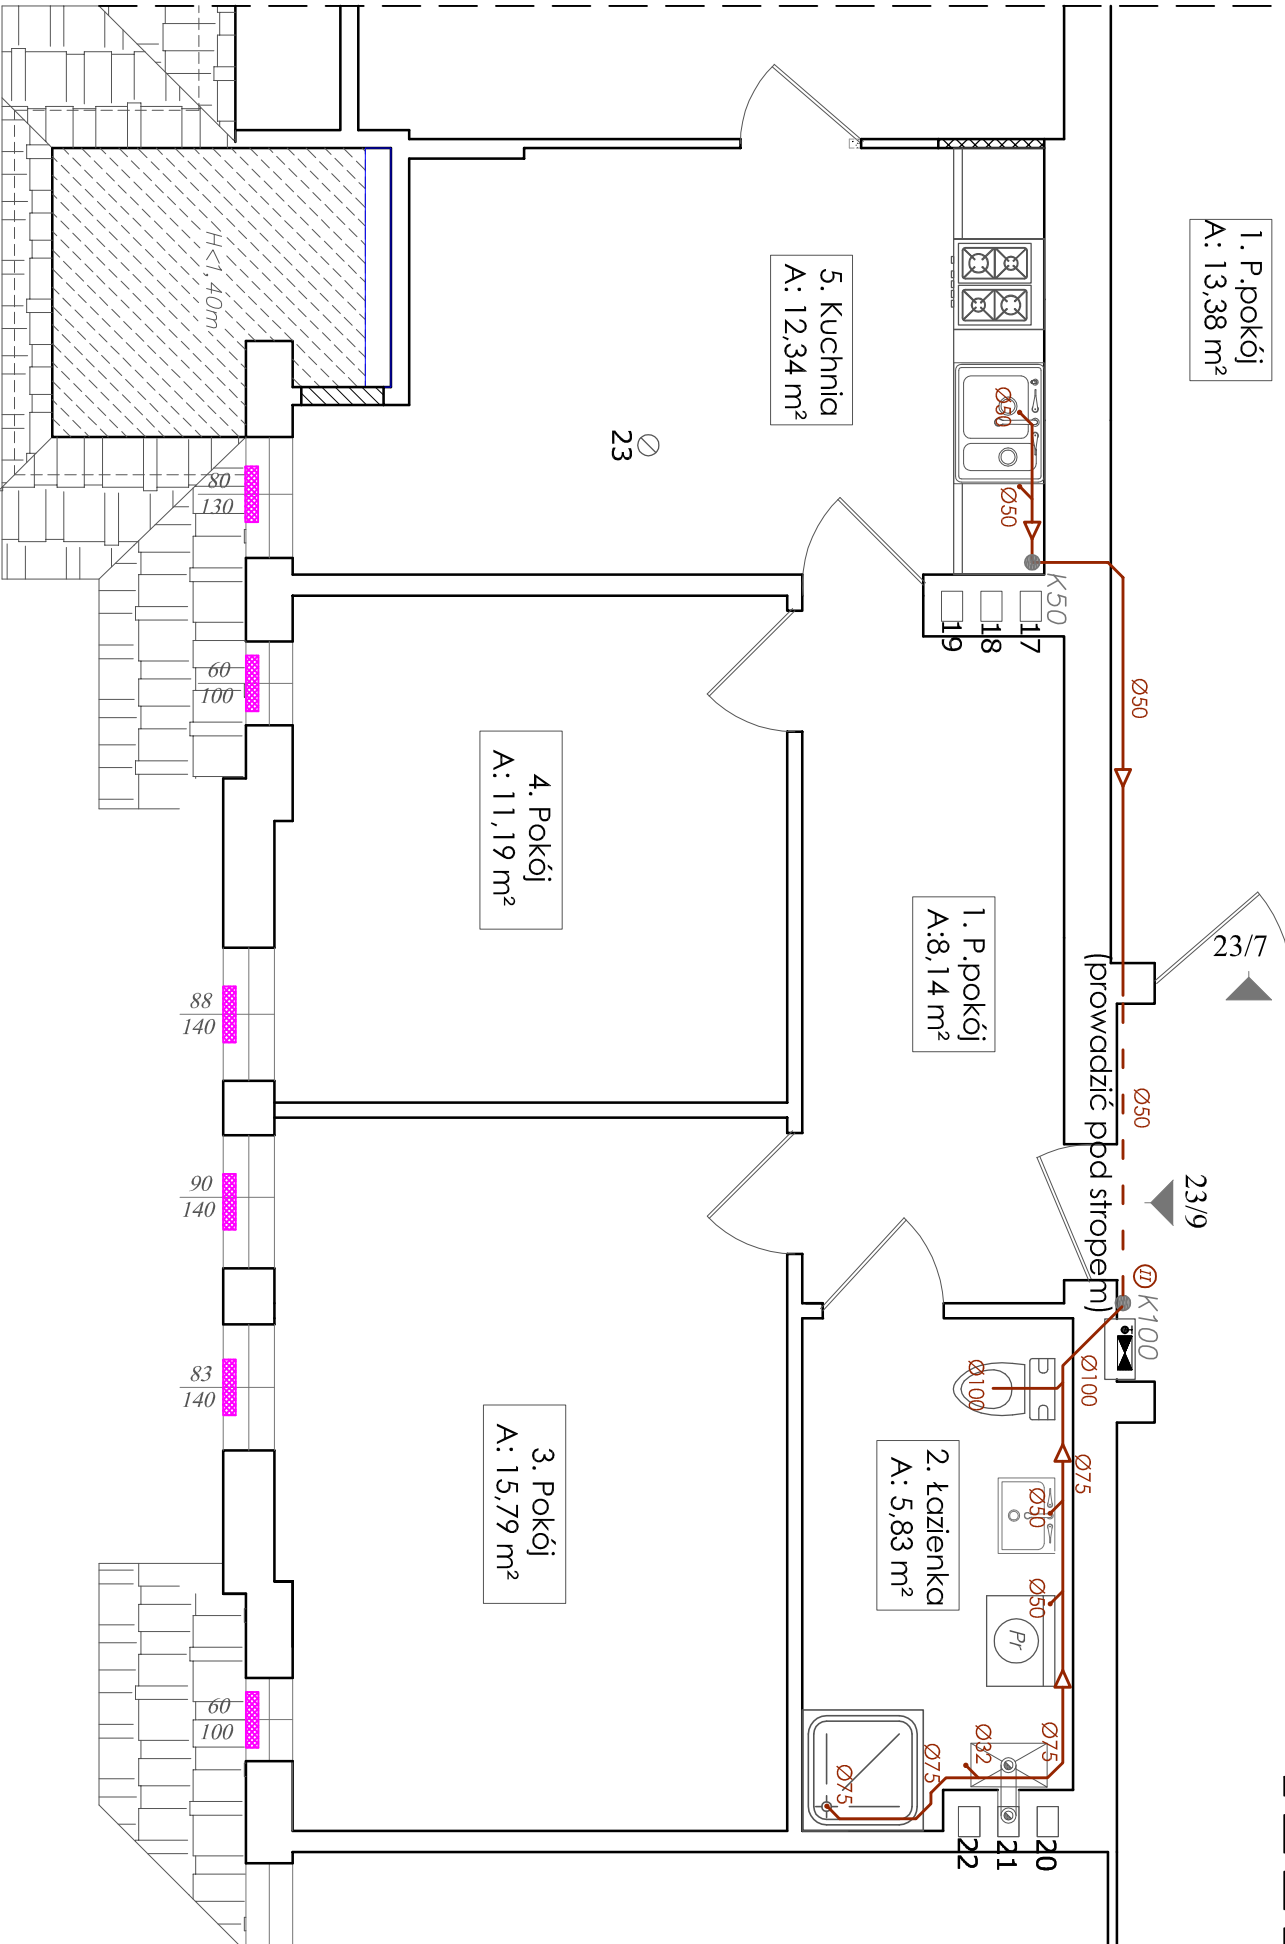 1. P.pokój
A: 13,38 m²
5. Kuchnia
A: 12,34 m²
H<1,40m
23
Ø50
Ø50
K50
17
18
19
Ø50
80
130
60
100
4. Pokój
A: 11,19 m²
1. P.pokój
A:8,14 m²
23/7
(prowadzić pod stropem)
Ø50
23/9
II
K100
88
140
90
140
83
140
3. Pokój
A: 15,79 m²
2. Łazienka
A: 5,83 m²
Ø100
Ø100
Ø75
Ø50
Ø50
Pr
Ø75
Ø32
Ø75
Ø75
20
21
22
60
100